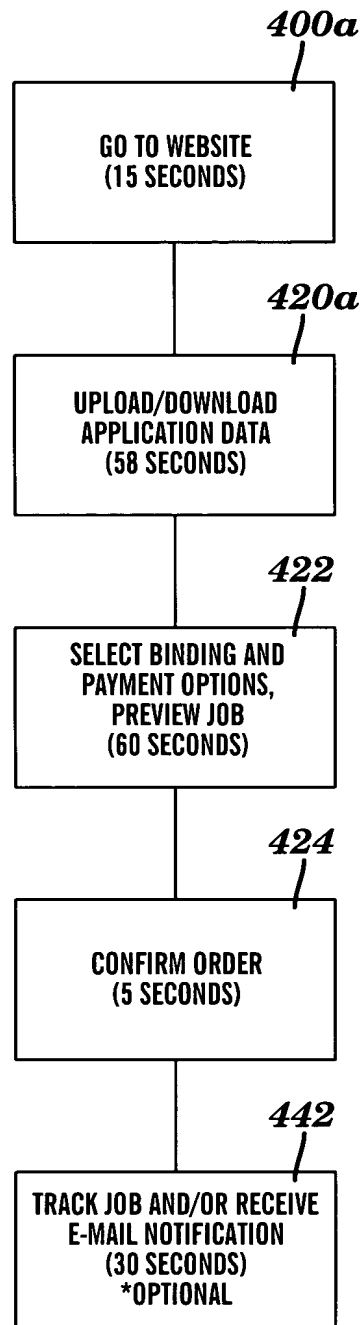 400a
GO TO WEBSITE
(15 SECONDS)
420a
UPLOAD/DOWNLOAD
APPLICATION DATA
(58 SECONDS)
422
SELECT BINDING AND
PAYMENT OPTIONS,
PREVIEW JOB
(60 SECONDS)
424
CONFIRM ORDER
(5 SECONDS)
442
TRACK JOB AND/OR RECEIVE
E-MAIL NOTIFICATION
(30 SECONDS)
*OPTIONAL